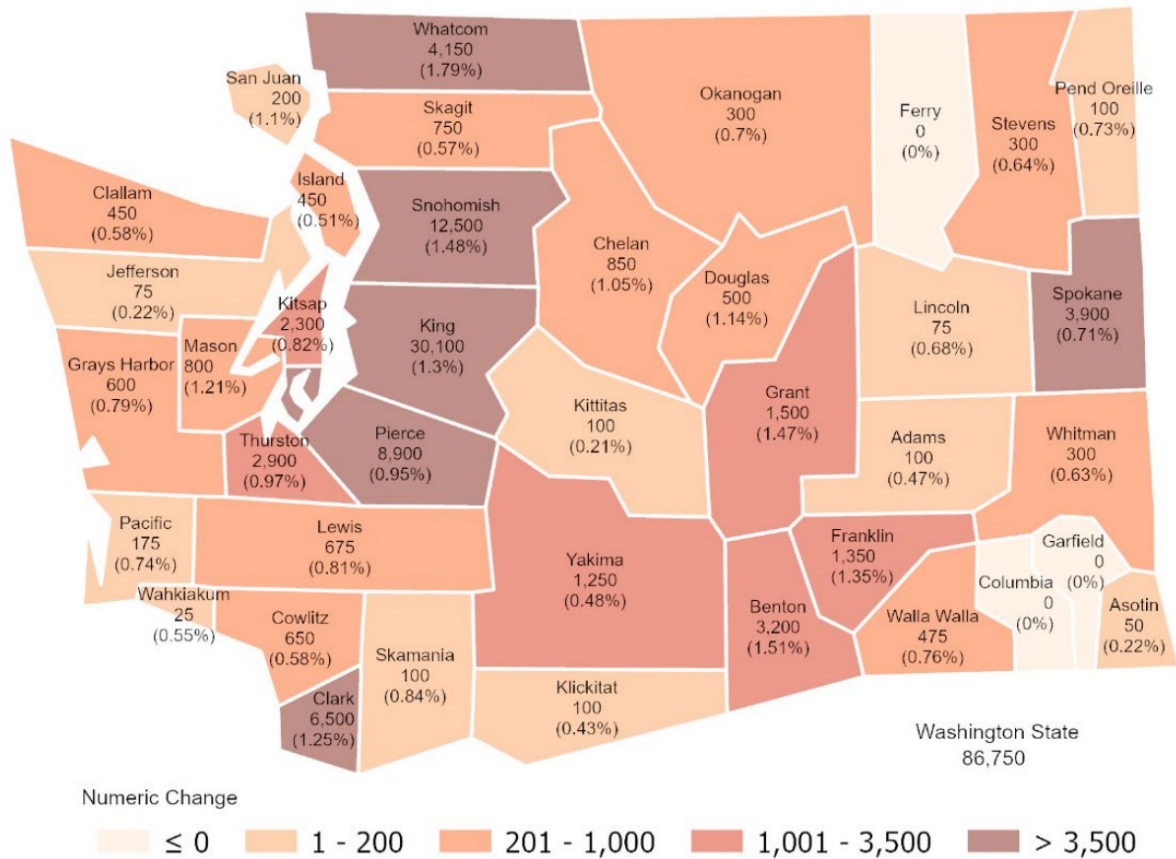 Whatcom
4,150
(1.79%)
San Juan
200
(1.1%)
Skagit
750
(0.57%)
Okanogan
300
(0.7%)
Ferry
0
(0%)
Stevens
300
(0.64%)
Pend Oreille
100
(0.73%)
Clallam
450
(0.58%)
Island
450
(0.51%)
Snohomish
12,500
(1.48%)
Chelan
850
(1.05%)
Douglas
500
(1.14%)
Jefferson
75
(0.22%)
Kitsap
2,300
(0.82%)
King
30,100
(1.3%)
Lincoln
75
(0.68%)
Spokane
3,900
(0.71%)
Grays Harbor
600
(0.79%)
Mason
800
(1.21%)
Kittitas
100
(0.21%)
Grant
1,500
(1.47%)
Adams
100
(0.47%)
Whitman
300
(0.63%)
Thurston
2,900
(0.97%)
Pierce
8,900
(0.95%)
Pacific
175
(0.74%)
Lewis
675
(0.81%)
Yakima
1,250
(0.48%)
Franklin
1,350
(1.35%)
Garfield
0
(0%)
Columbia
0
(0%)
Wahkiakum
25
(0.55%)
Cowlitz
650
(0.58%)
Benton
3,200
(1.51%)
Walla Walla
475
(0.76%)
Asotin
50
(0.22%)
Skamania
100
(0.84%)
Klickitat
100
(0.43%)
Clark
6,500
(1.25%)
Washington State
86,750
Numeric Change
≤ 0
1 - 200
201 - 1,000
1,001 - 3,500
> 3,500